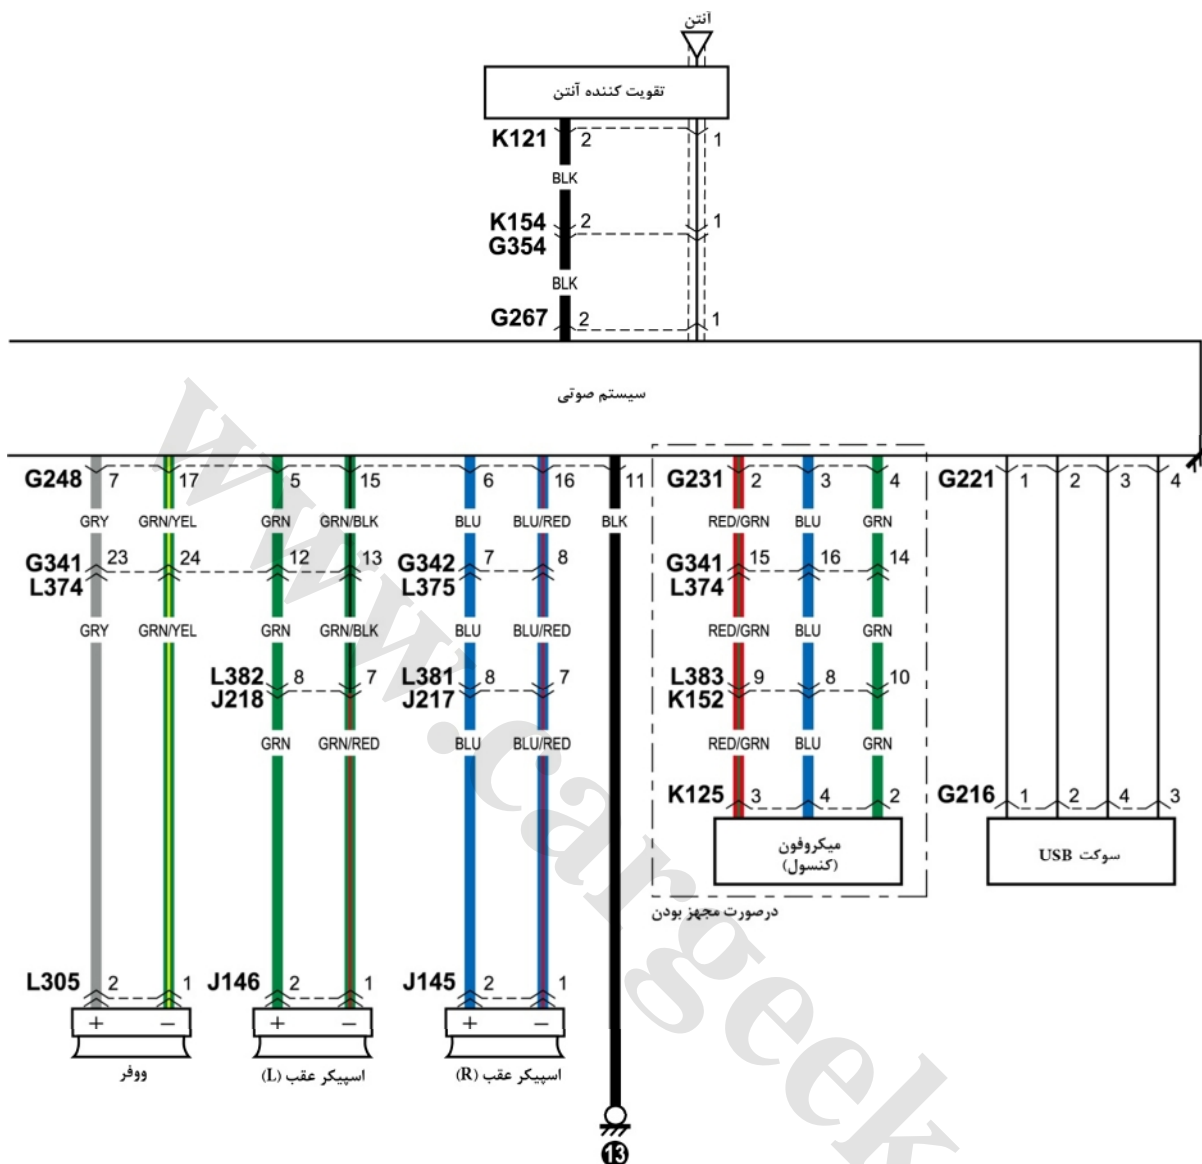 آنتن
تقویت کننده آنتن
K121 2 1
BLK
K154 2 1
G354
BLK
G267 2 1
سیستم صوتی
G248 7 17 5 15 6 16 11 G231 2 3 4 G221 1 2 3 4
GRY GRN/YEL GRN GRN/BLK BLU BLU/RED BLK RED/GRN BLU GRN
G341 23 24 12 13 G342 7 8 G341 15 16 14
L374 L375 L374
GRY GRN/YEL GRN GRN/BLK BLU BLU/RED RED/GRN BLU GRN
L382 8 7 L381 8 7 L383 9 8 10
J218 J217 K152
GRN GRN/RED BLU BLU/RED RED/GRN BLU GRN
K125 3 4 2 G216 1 2 4 3
میکروفون
(کنسول)
سوکت USB
درصورت مجهز بودن
L305 2 1 J146 2 1 J145 2 1
+ − + − + −
ووفر
اسپیکر عقب (L)
اسپیکر عقب (R)
13
www.cargeek